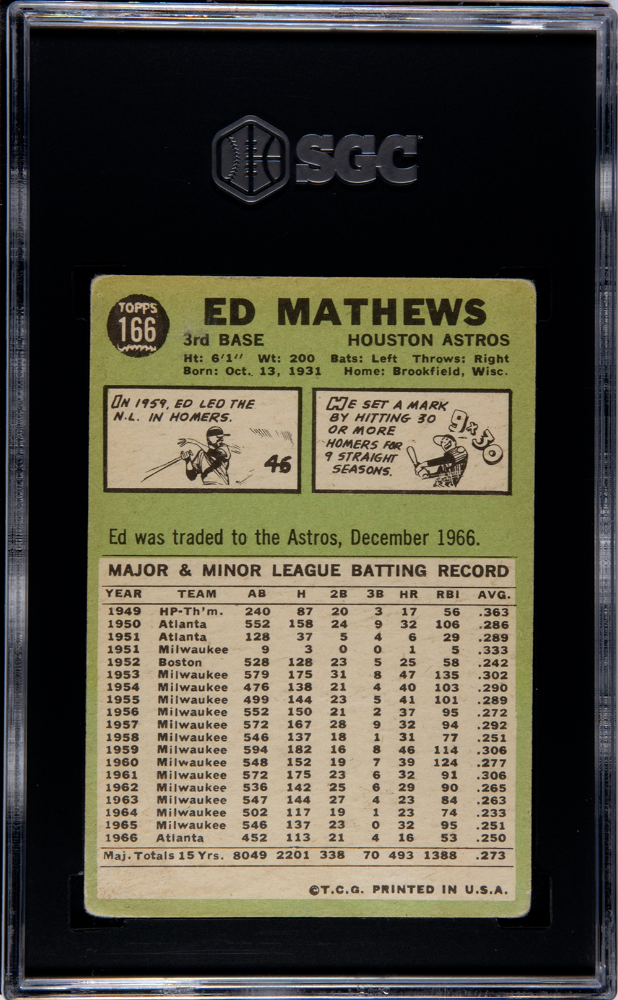 SGC
TOPPS
166
ED MATHEWS
3rd BASE HOUSTON ASTROS
Ht: 6'1" Wt: 200 Bats: Left Throws: Right
Born: Oct. 13, 1931 Home: Brookfield, Wisc.
IN 1959, ED LED THE
N.L. IN HOMERS.
46
HE SET A MARK
BY HITTING 30
OR MORE
HOMERS FOR
9 STRAIGHT
SEASONS.
9 x 30
Ed was traded to the Astros, December 1966.
MAJOR & MINOR LEAGUE BATTING RECORD
YEAR TEAM AB H 2B 3B HR RBI AVG.
1949 HP-Th'm. 240 87 20 3 17 56 .363
1950 Atlanta 552 158 24 9 32 106 .286
1951 Atlanta 128 37 5 4 6 29 .289
1951 Milwaukee 9 3 0 0 1 5 .333
1952 Boston 528 128 23 5 25 58 .242
1953 Milwaukee 579 175 31 8 47 135 .302
1954 Milwaukee 476 138 21 4 40 103 .290
1955 Milwaukee 499 144 23 5 41 101 .289
1956 Milwaukee 552 150 21 2 37 95 .272
1957 Milwaukee 572 167 28 9 32 94 .292
1958 Milwaukee 546 137 18 1 31 77 .251
1959 Milwaukee 594 182 16 8 46 114 .306
1960 Milwaukee 548 152 19 7 39 124 .277
1961 Milwaukee 572 175 23 6 32 91 .306
1962 Milwaukee 536 142 25 6 29 90 .265
1963 Milwaukee 547 144 27 4 23 84 .263
1964 Milwaukee 502 117 19 1 23 74 .233
1965 Milwaukee 546 137 23 0 32 95 .251
1966 Atlanta 452 113 21 4 16 53 .250
Maj. Totals 15 Yrs. 8049 2201 338 70 493 1388 .273
©T.C.G. PRINTED IN U.S.A.